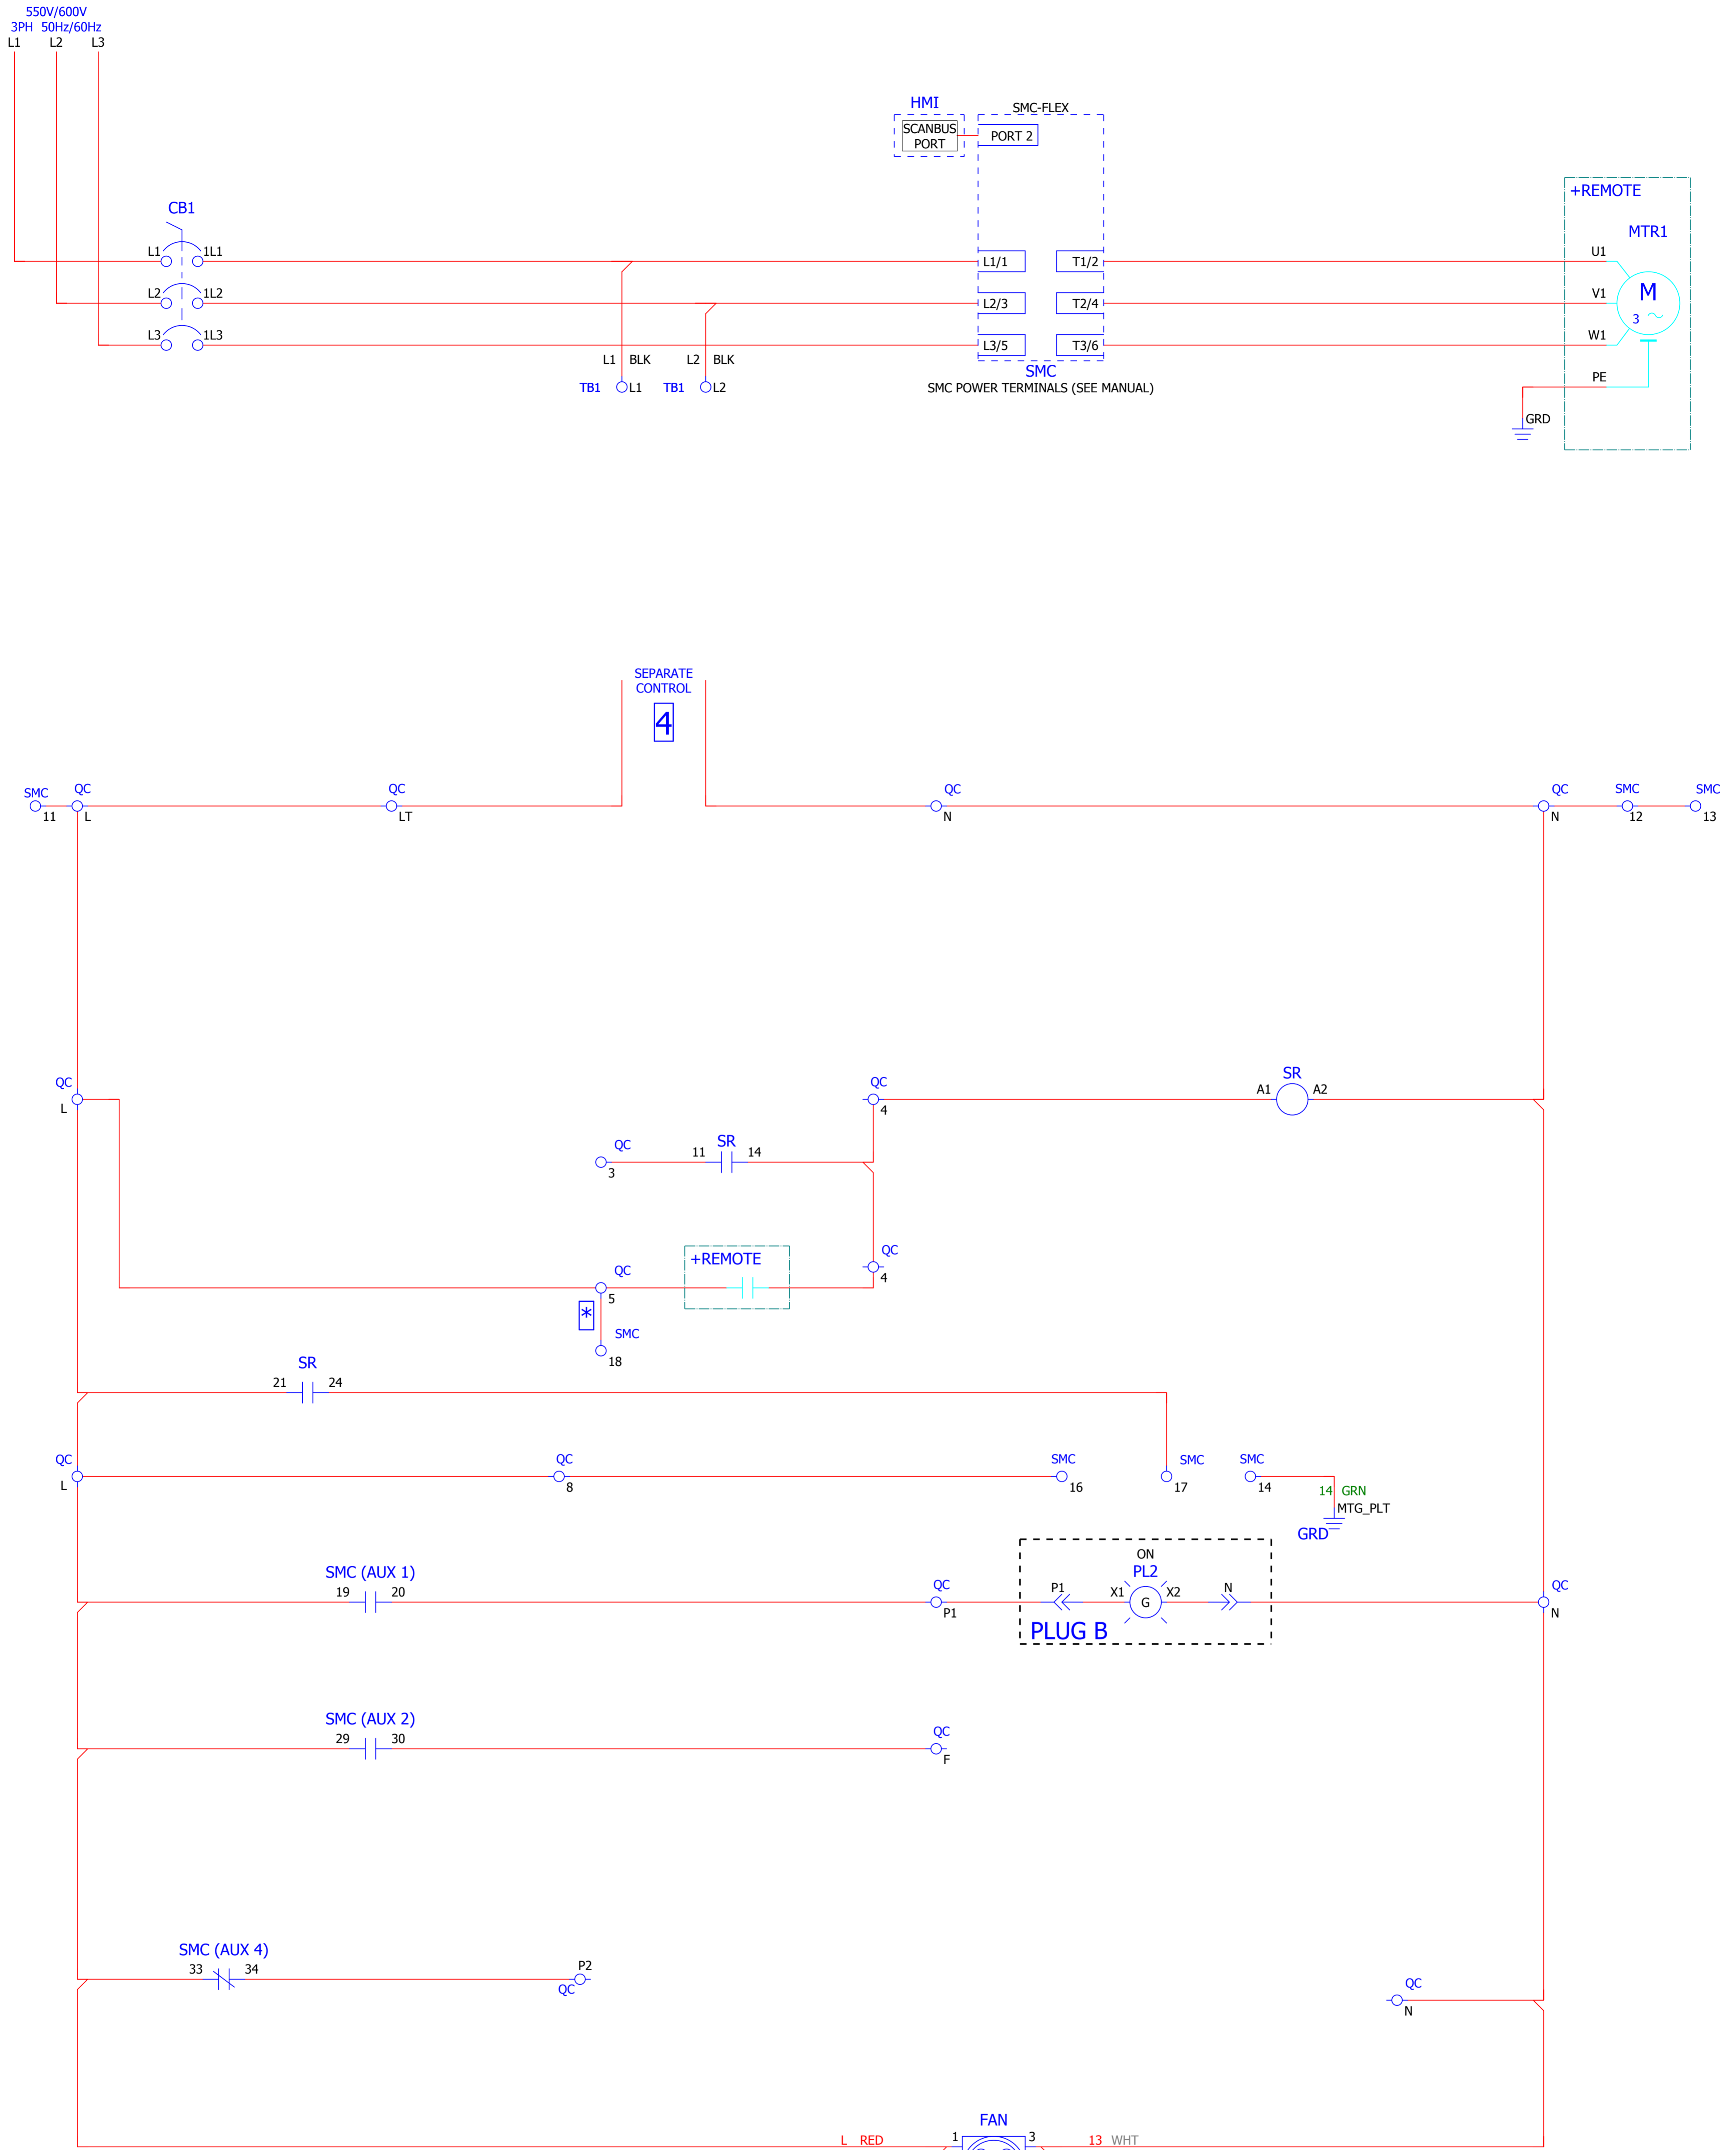 550V/600V
3PH 50Hz/60Hz
L1 L2 L3
HMI
SMC-FLEX
SCANBUS
PORT
PORT 2
+REMOTE
CB1
MTR1
L1 1L1
L1/1 T1/2
U1
L2 1L2
L2/3 T2/4
V1
M
3
L3 1L3
L3/5 T3/6
W1
L1 BLK L2 BLK
SMC
PE
TB1 L1 TB1 L2
SMC POWER TERMINALS (SEE MANUAL)
GRD
SEPARATE
CONTROL
4
SMC QC QC QC QC SMC SMC
11 L LT N N 12 13
SR
QC QC
A1 A2
L 4
SR
QC
11 14
3
+REMOTE
QC QC
4
5
*
SMC
18
SR
21 24
QC QC SMC SMC SMC
L 8 16 17 14
14 GRN
MTG_PLT
GRD
ON
SMC (AUX 1)
PL2
19 20
QC P1 X1 X2 N QC
G
P1 N
PLUG B
SMC (AUX 2)
29 30
QC
F
SMC (AUX 4)
33 34
P2
QC
QC
N
FAN
L RED 1 3 13 WHT